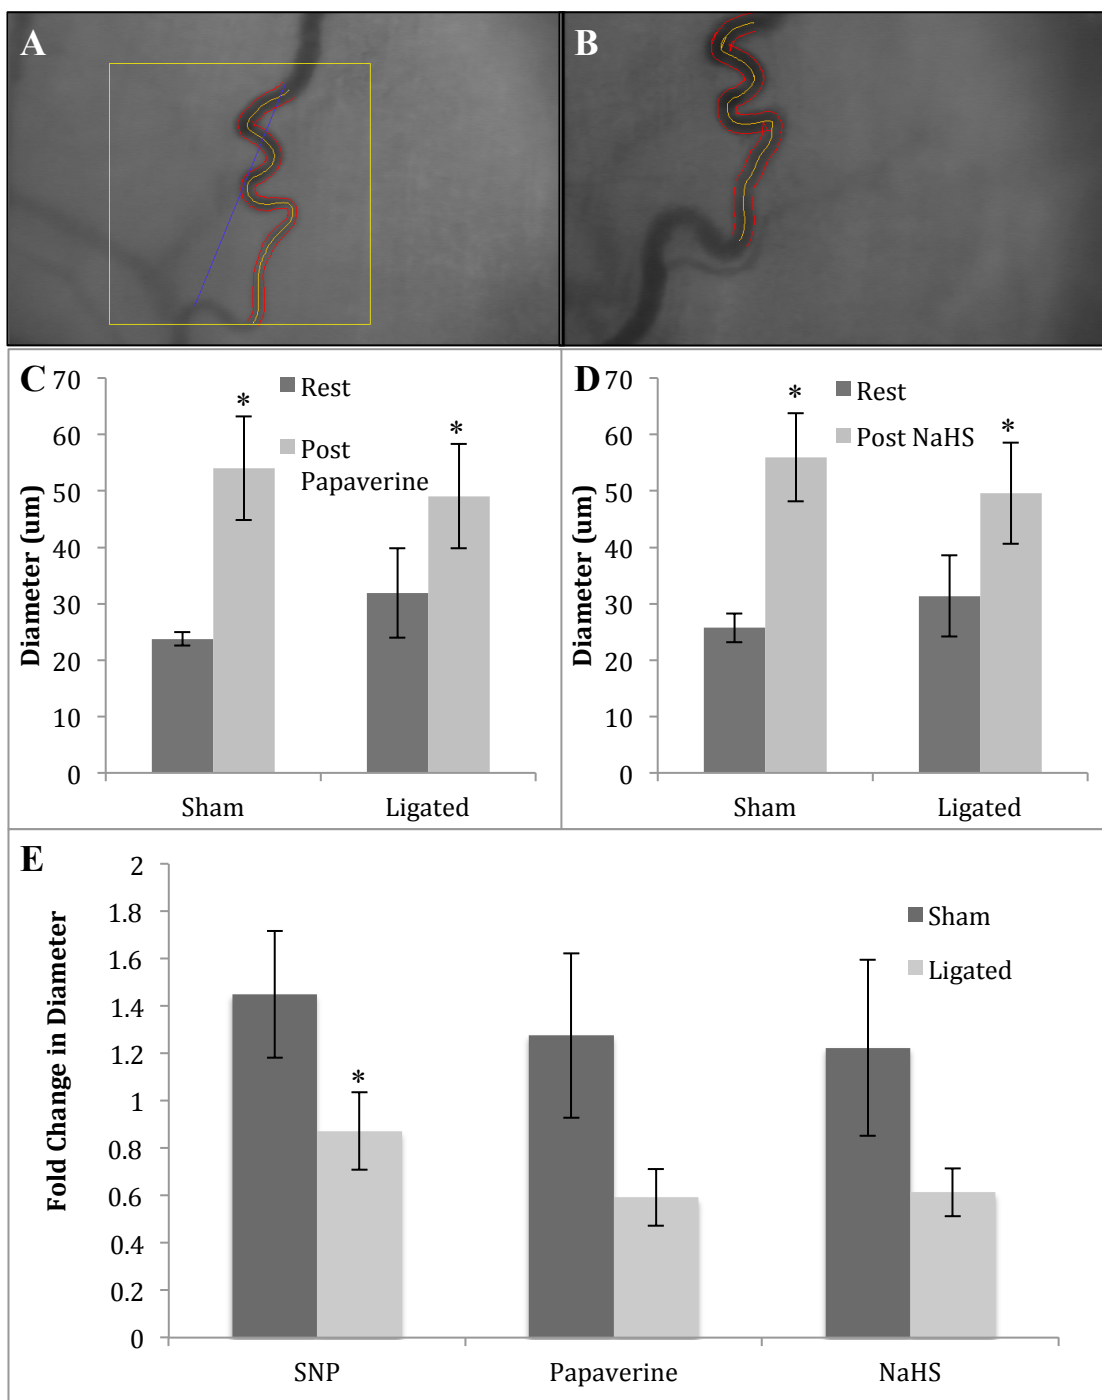 A
B
C
Diameter (um)
70
60
50
40
30
20
10
0
Rest
Post
Papaverine
*
*
Sham
Ligated
D
Diameter (um)
70
60
50
40
30
20
10
0
Rest
Post NaHS
*
*
Sham
Ligated
E
Fold Change in Diameter
2
1.8
1.6
1.4
1.2
1
0.8
0.6
0.4
0.2
0
Sham
Ligated
*
SNP
Papaverine
NaHS